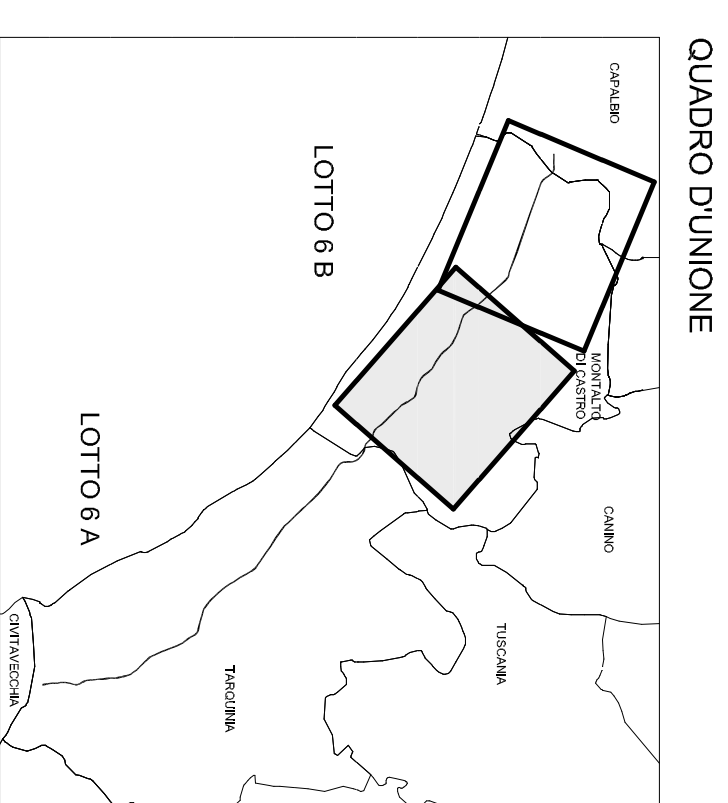 QUADRO D'UNIONE
CAPALBIO
MONTALTO
DI CASTRO
CANINO
TUSCANIA
LOTTO 6 B
TARQUINIA
LOTTO 6 A
CIVITAVECCHIA